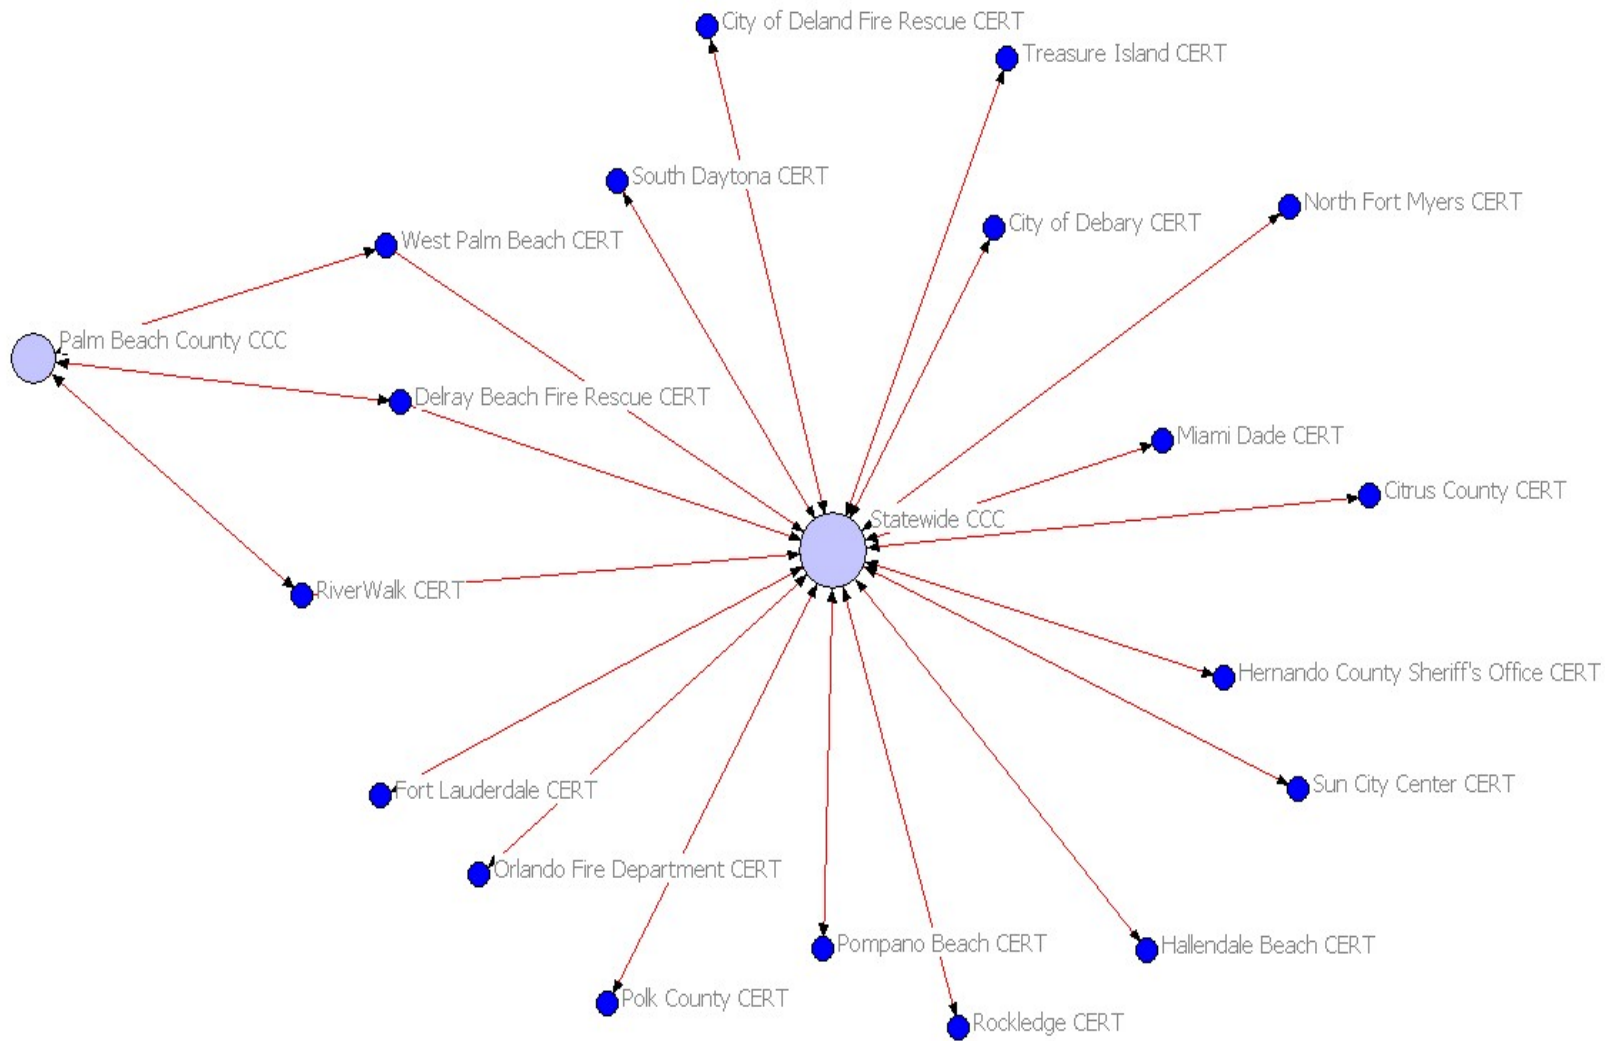 City of Deland Fire Rescue CERT
Treasure Island CERT
South Daytona CERT
North Fort Myers CERT
City of Debary CERT
West Palm Beach CERT
Palm Beach County CCC
Delray Beach Fire Rescue CERT
Miami Dade CERT
Citrus County CERT
Statewide CCC
RiverWalk CERT
Hernando County Sheriff's Office CERT
Sun City Center CERT
Fort Lauderdale CERT
Orlando Fire Department CERT
Pompano Beach CERT
Hallendale Beach CERT
Polk County CERT
Rockledge CERT